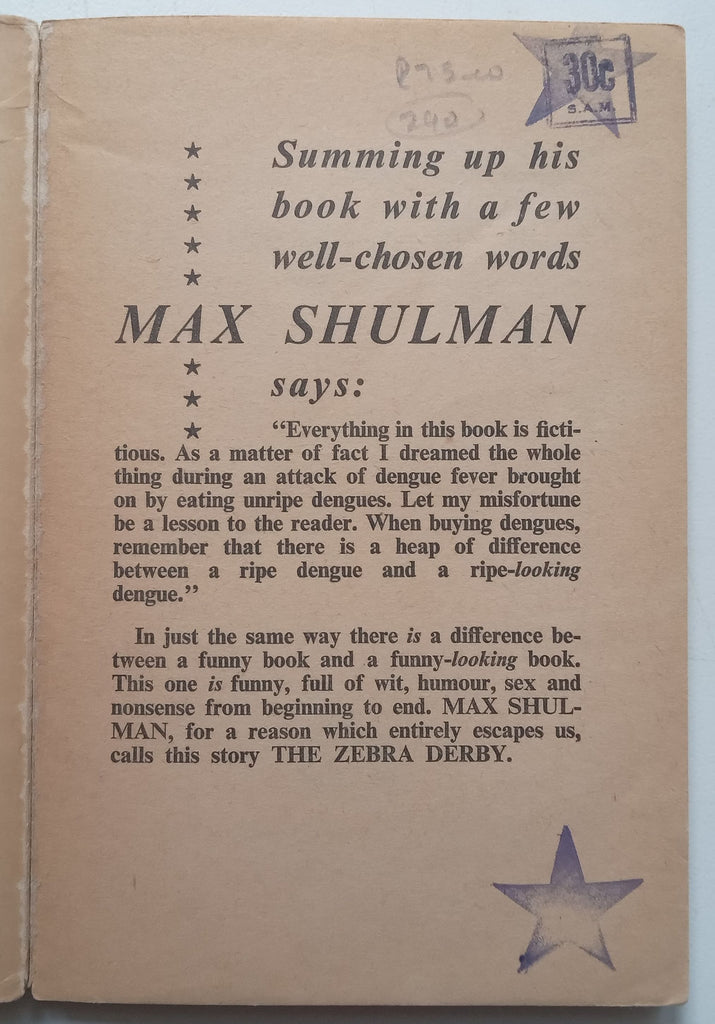 30c
S.A.M.
Summing up his
book with a few
well-chosen words
MAX SHULMAN
says:
“Everything in this book is ficti-
tious. As a matter of fact I dreamed the whole
thing during an attack of dengue fever brought
on by eating unripe dengues. Let my misfortune
be a lesson to the reader. When buying dengues,
remember that there is a heap of difference
between a ripe dengue and a ripe-looking
dengue.”
In just the same way there is a difference be-
tween a funny book and a funny-looking book.
This one is funny, full of wit, humour, sex and
nonsense from beginning to end. MAX SHUL-
MAN, for a reason which entirely escapes us,
calls this story THE ZEBRA DERBY.